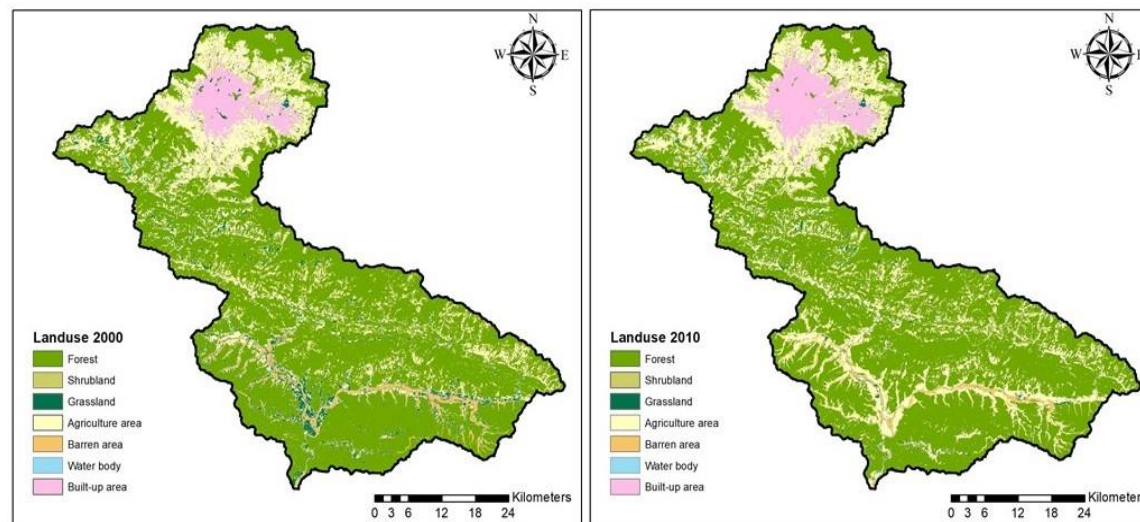 N
W E
S
Landuse 2000
Forest
Shrubland
Grassland
Agriculture area
Barren area
Water body
Built-up area
Kilometers
0 3 6 12 18 24
N
W
S
Landuse 2010
Forest
Shrubland
Grassland
Agriculture area
Barren area
Water body
Built-up area
Kilometers
0 3 6 12 18 24